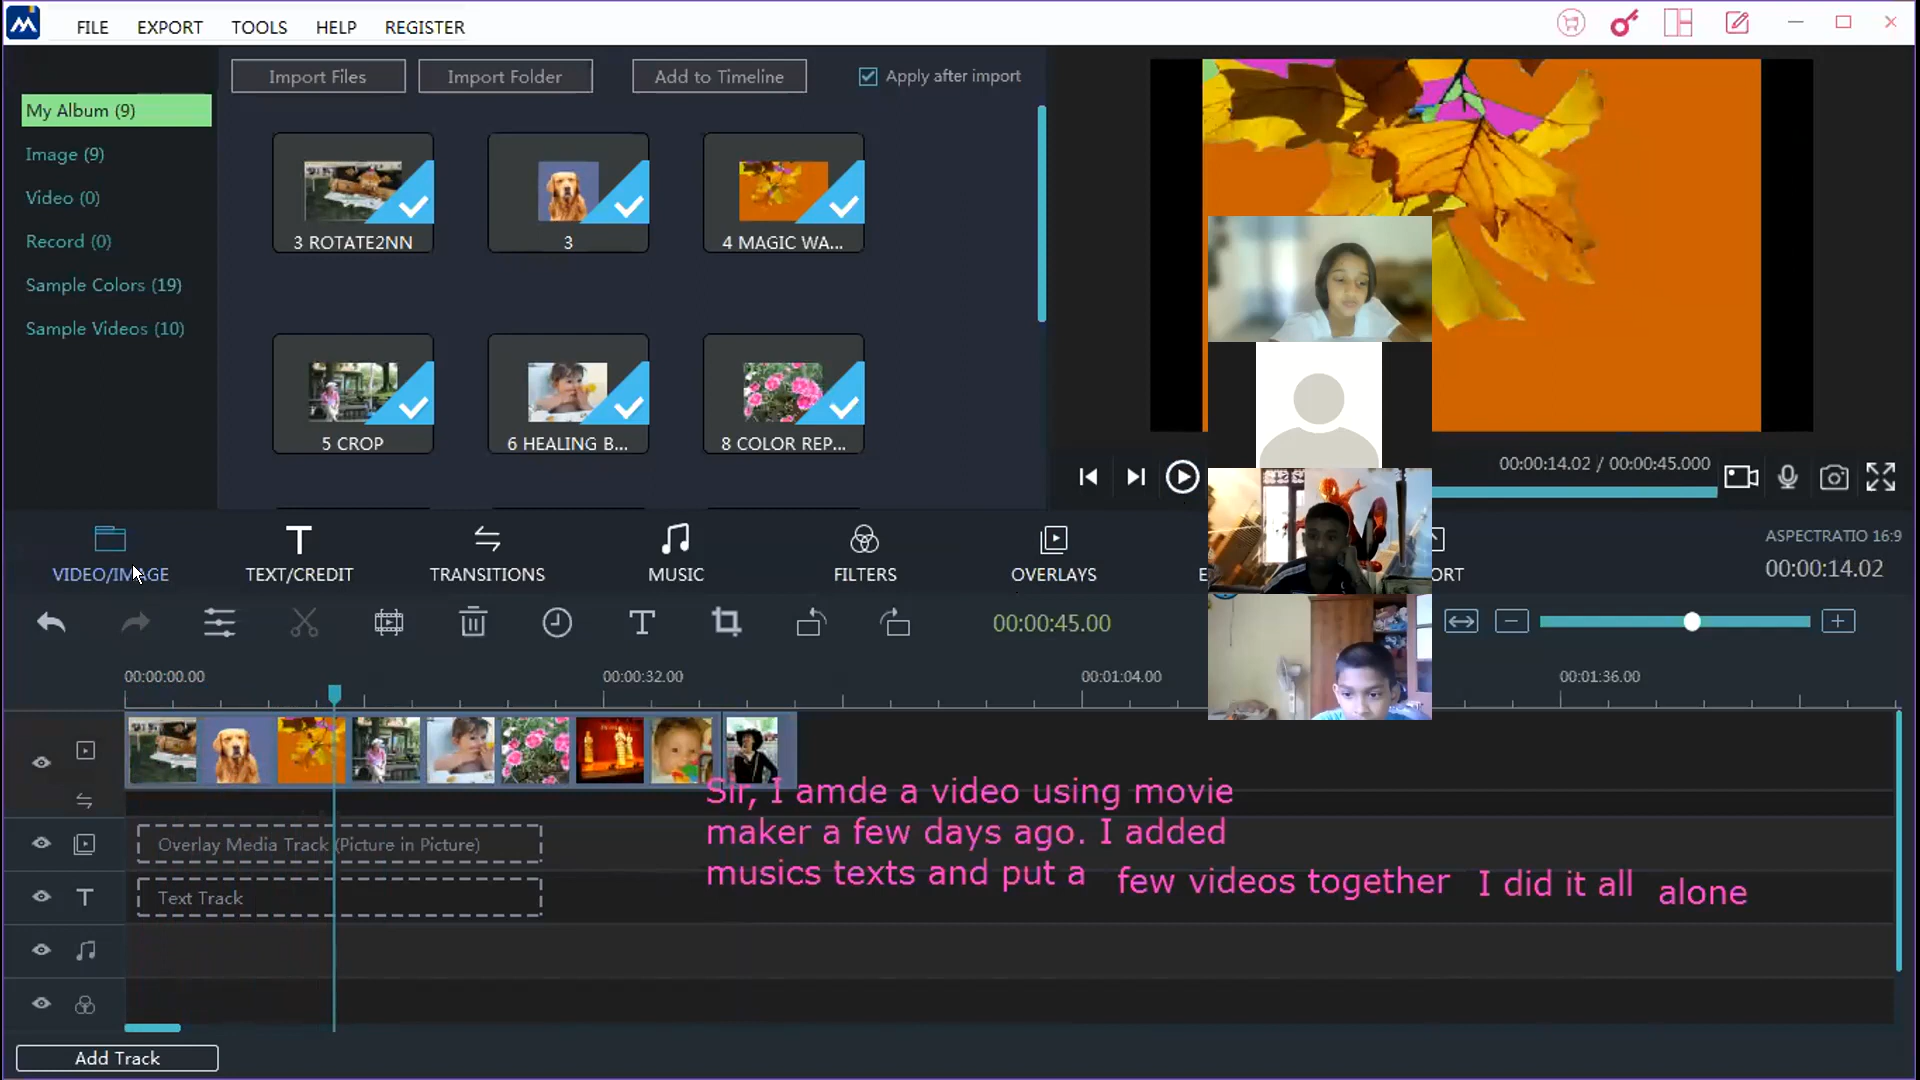 FILE EXPORT TOOLS HELP REGISTER
Import Files Import Folder Add to Timeline Apply after import
My Album (9)
Image (9)
Video (0)
Record (0)
Sample Colors (19)
Sample Videos (10)
3 ROTATE2NN 3 4 MAGIC WA...
5 CROP 6 HEALING B... 8 COLOR REP...
00:00:14.02 / 00:00:45.000
VIDEO/IMAGE TEXT/CREDIT TRANSITIONS MUSIC FILTERS OVERLAYS
ASPECTRATIO 16:9
00:00:14.02
00:00:45.00
00:00:00.00 00:00:32.00 00:01:04.00 00:01:36.00
Sir, I amde a video using movie
maker a few days ago. I added
musics texts and put a few videos together I did it all alone
Overlay Media Track (Picture in Picture)
Text Track
Add Track